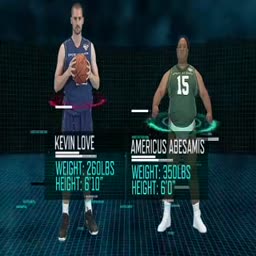 KEVIN LOVE
WEIGHT: 260LBS
HEIGHT: 6'10"
15
AMERICUS ABESAMIS
WEIGHT: 350LBS
HEIGHT: 6'0"